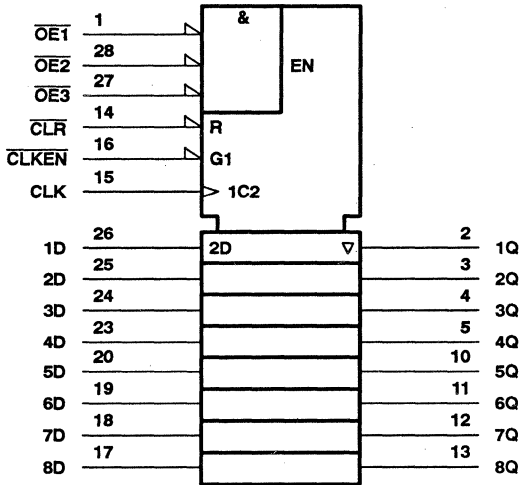 &
1
OE1
28
OE2
EN
27
OE3
14
CLR
R
16
CLKEN
G1
15
CLK
1C2
26
2
1D
2D
1Q
25
3
2D
2Q
24
4
3D
3Q
23
5
4D
4Q
20
10
5D
5Q
19
11
6D
6Q
18
12
7D
7Q
17
13
8D
8Q